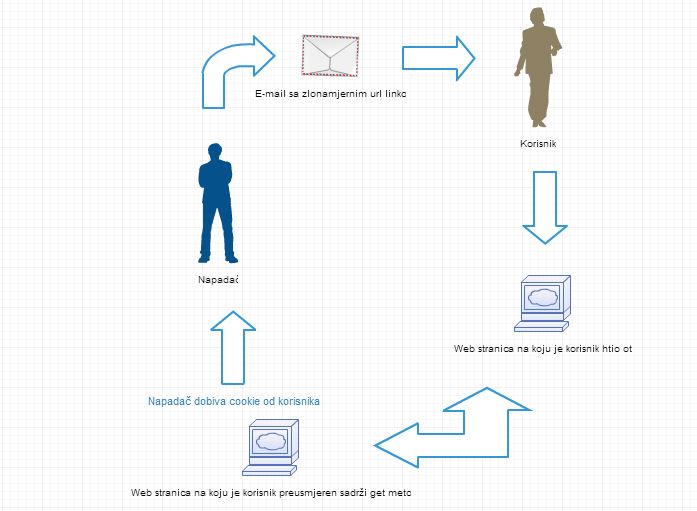 E-mail sa zlonamjernim url linko
Korisnik
Napadač
Web stranica na koju je korisnik htio ot
Napadač dobiva cookie od korisnika
Web stranica na koju je korisnik preusmjeren sadrži get meto